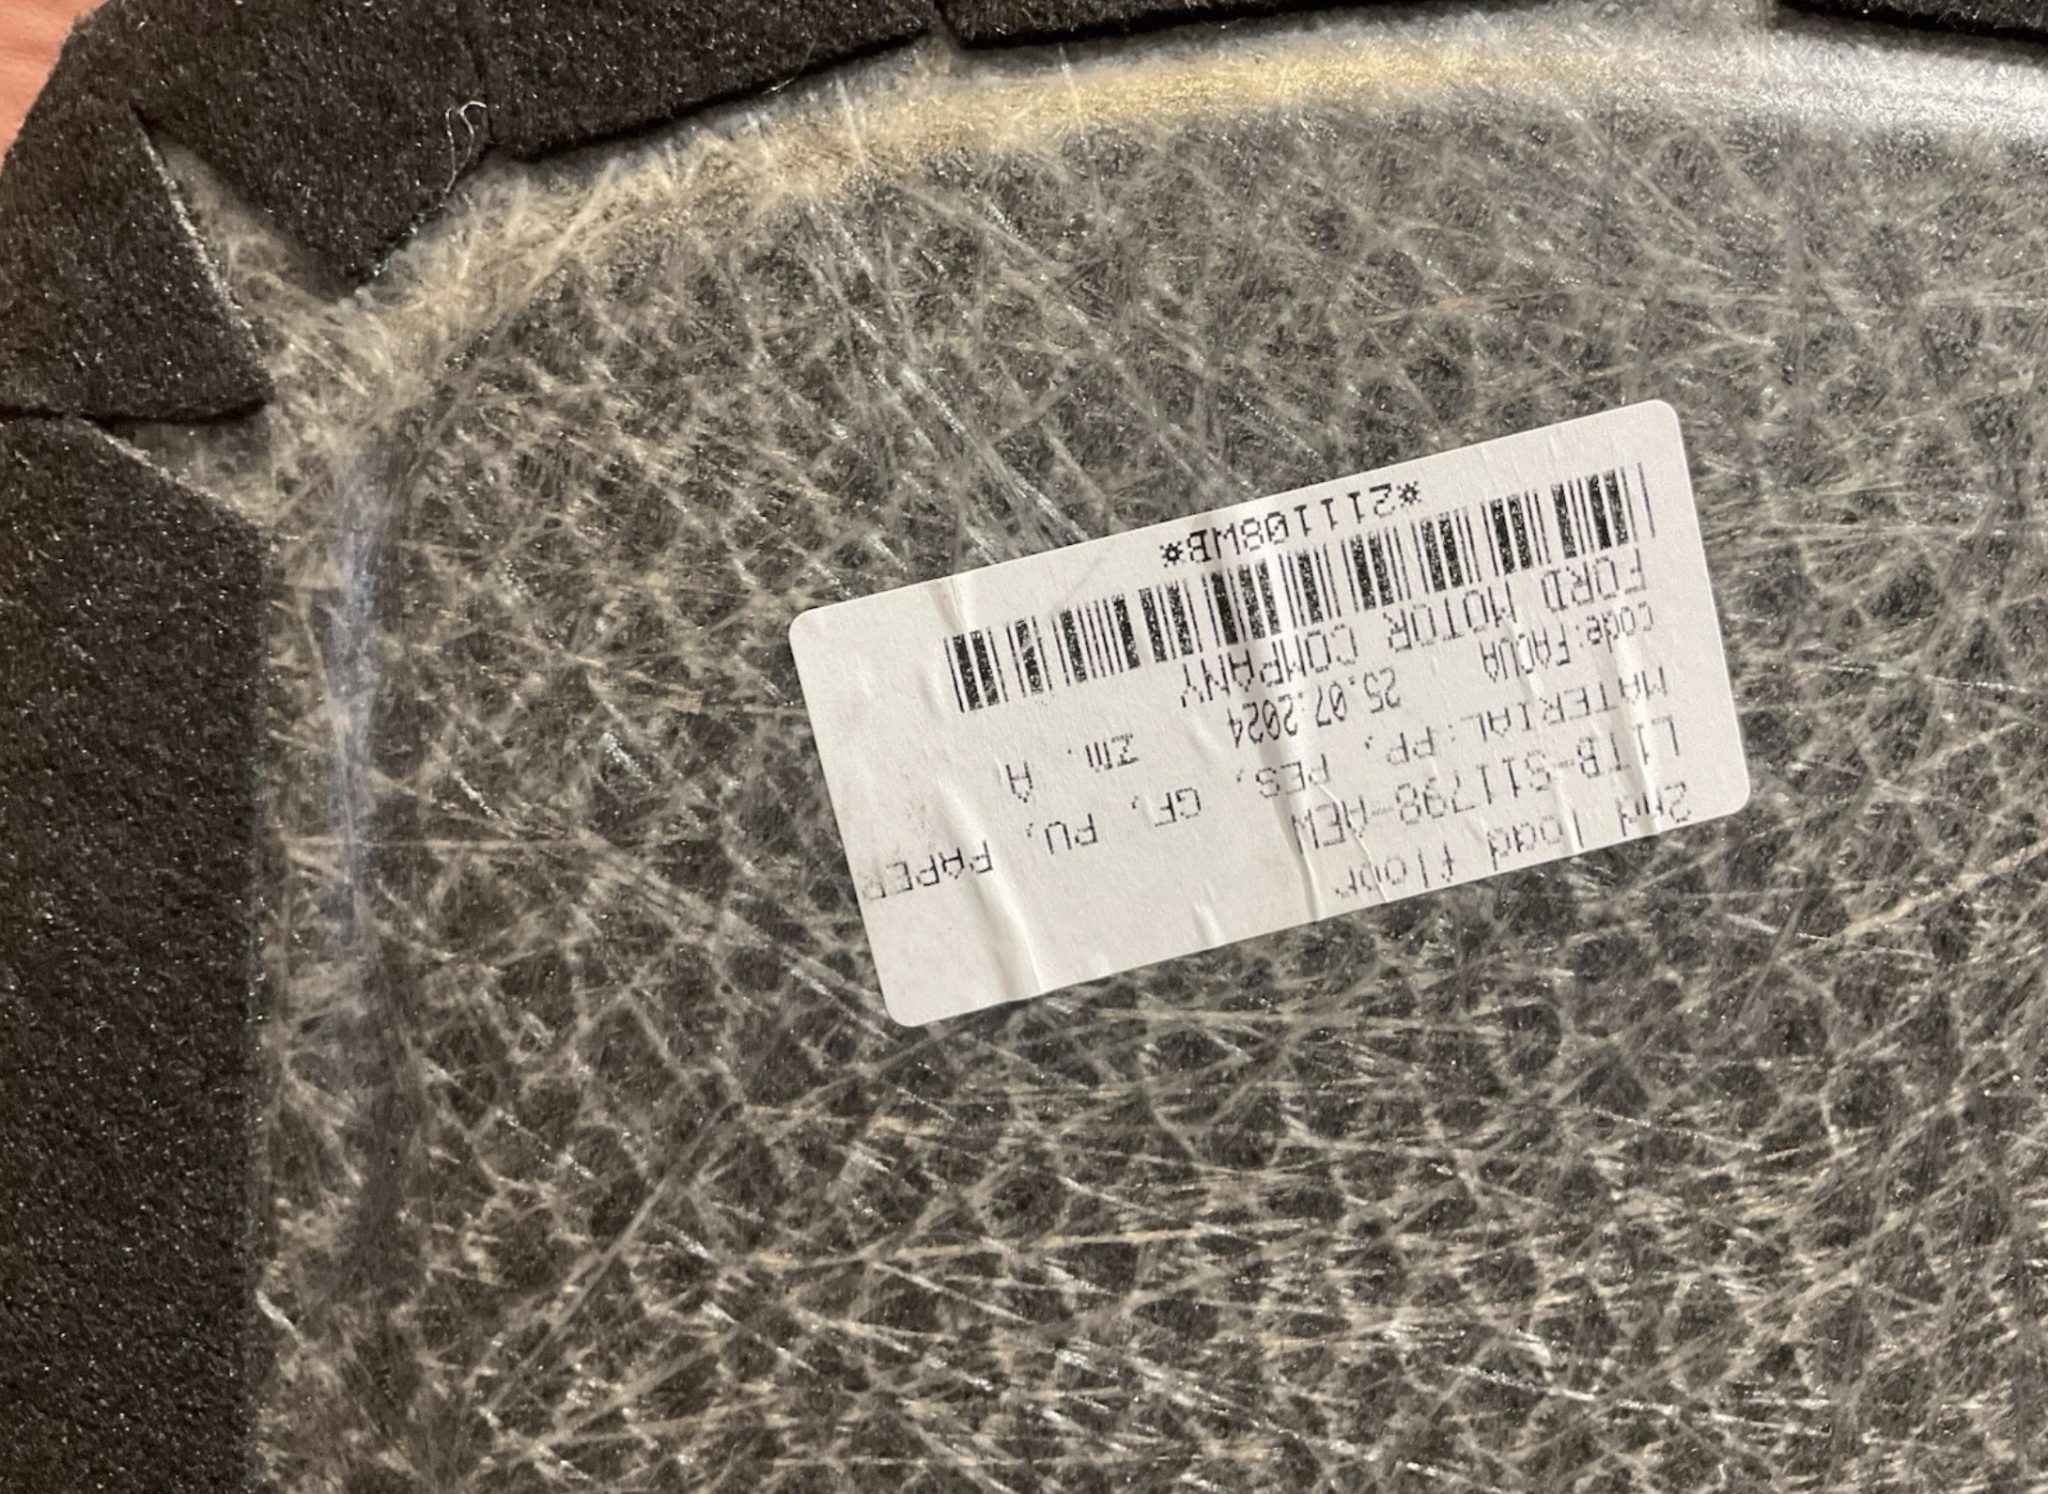 2nd load floor
L1TB-S11798-AEW
MATERIAL:PP, PES, GF, PU, PAPER
25.07.2024 Zm. A
Code:FAQUA
FORD MOTOR COMPANY
*211108WB*